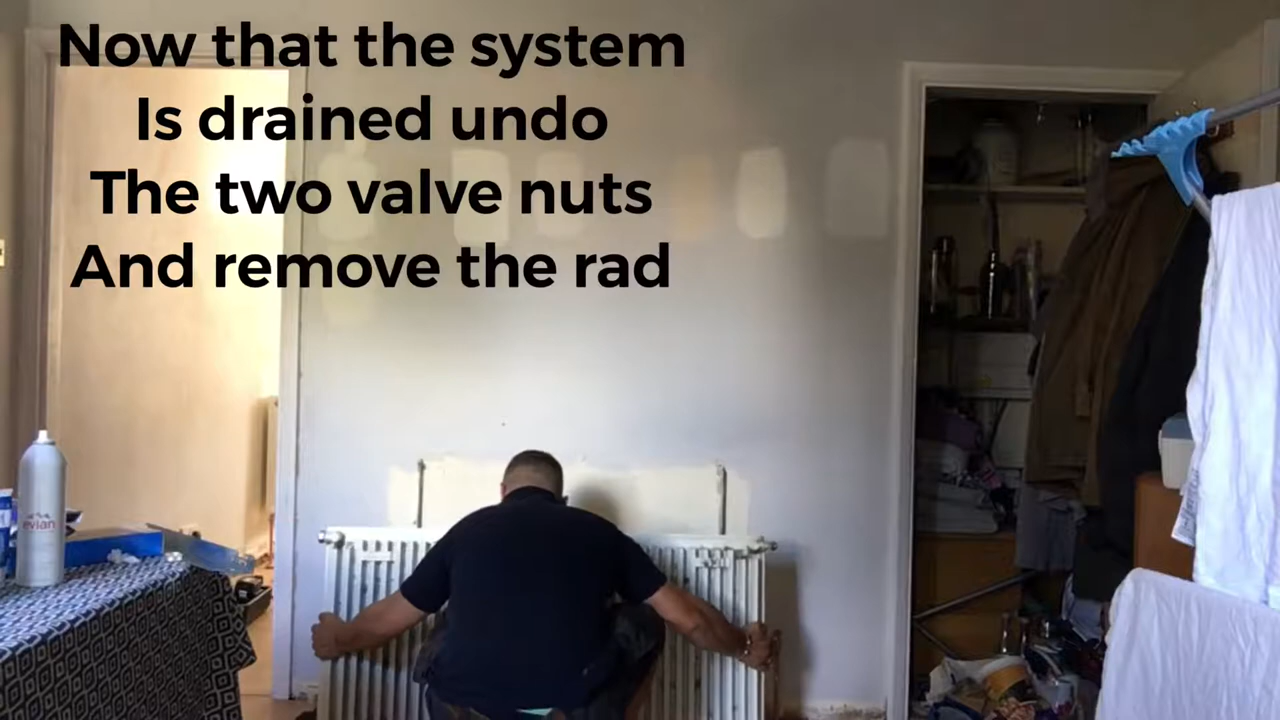 Now that the system
Is drained undo
The two valve nuts
And remove the rad
evian